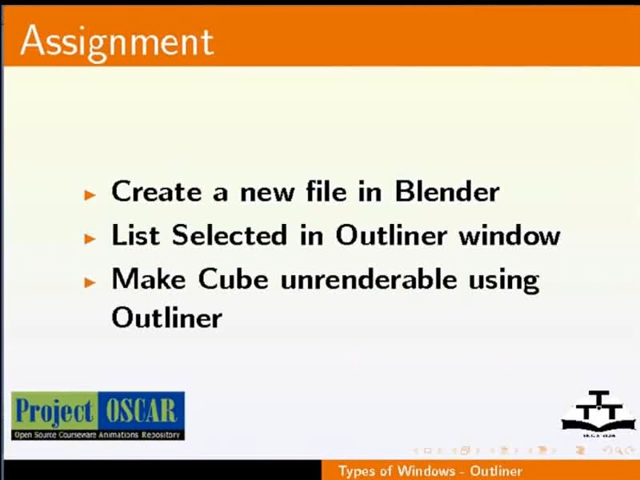 Assignment
Create a new file in Blender
List Selected in Outliner window
Make Cube unrenderable using
Outliner
Project OSCAR
Open Source Courseware Animations Repository
Types of Windows - Outliner